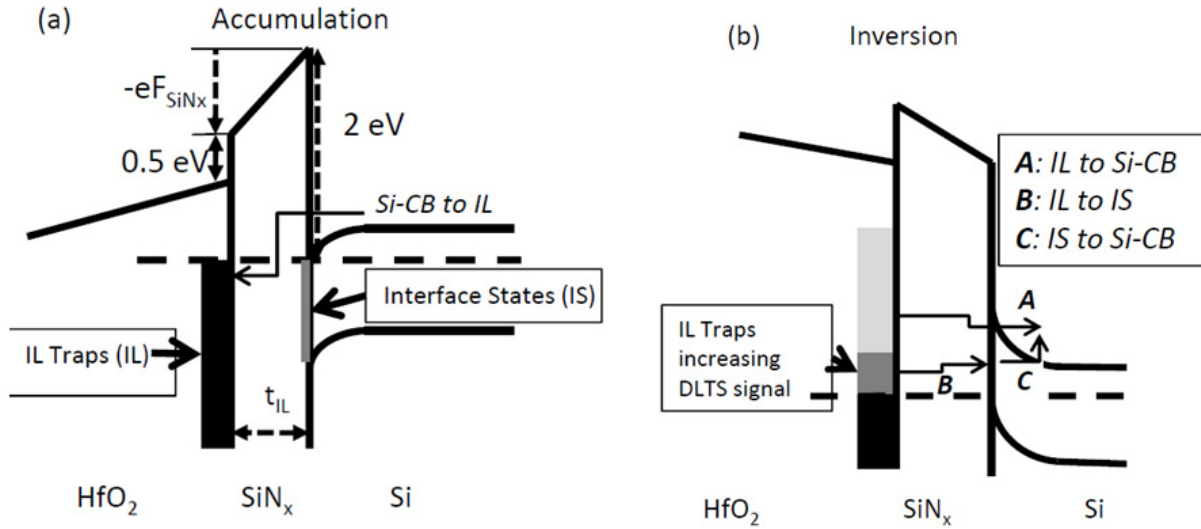 (a)
Accumulation
-eF_SiNx
0.5 eV
2 eV
Si-CB to IL
Interface States (IS)
IL Traps (IL)
t_IL
HfO₂
SiNₓ
Si
(b)
Inversion
A: IL to Si-CB
B: IL to IS
C: IS to Si-CB
A
IL Traps
increasing
DLTS signal
B
C
HfO₂
SiNₓ
Si